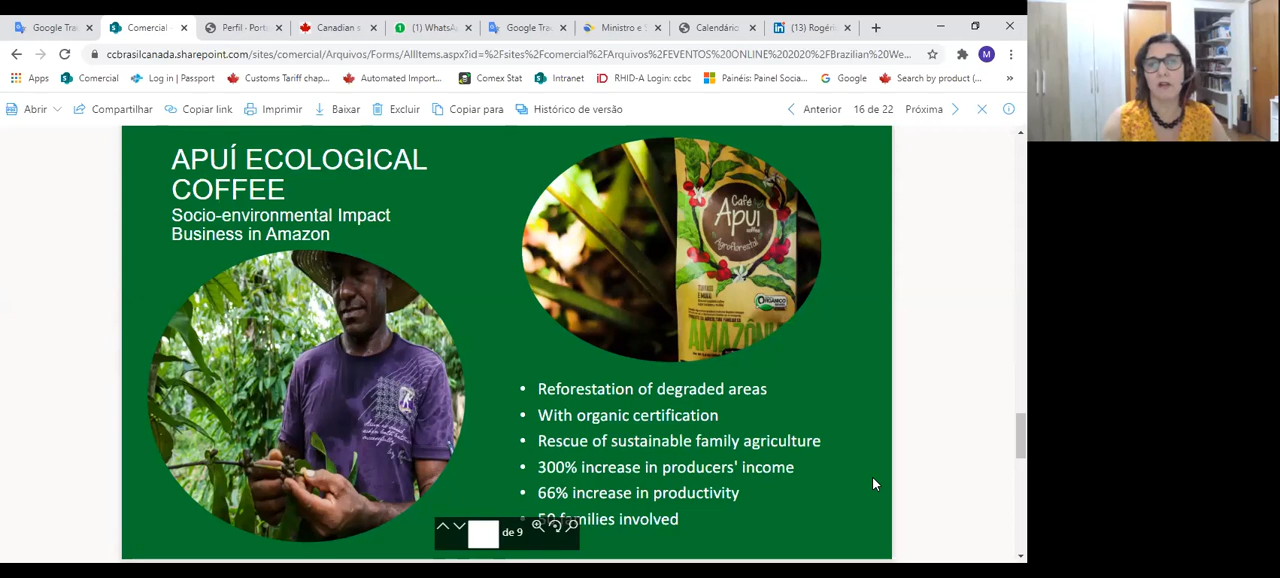 Google Tra
Comercial -
Perfil - Port
Canadian s
(1) WhatsA
Google Tra
Ministro e S
Calendário
(13) Rogéri
ccbrasilcanada.sharepoint.com/sites/comercial/Arquivos/Forms/AllItems.aspx?id=%2Fsites%2Fcomercial%2FArquivos%2FEVENTOS%20ONLINE%202020%2FBrazilian%20We...
M
Apps
Comercial
Log in | Passport
Customs Tariff chap...
Automated Import...
Comex Stat
Intranet
RHID-A Login: ccbc
Painéis: Painel Socia...
Google
Search by product (...
»
Abrir
Compartilhar
Copiar link
Imprimir
Baixar
Excluir
Copiar para
Histórico de versão
Anterior
16 de 22
Próxima
APUÍ ECOLOGICAL
COFFEE
Socio-environmental Impact
Business in Amazon
Café
Apuí
coffee
Agroflorestal
ORGÂNICO
AMAZÔNI
• Reforestation of degraded areas
• With organic certification
• Rescue of sustainable family agriculture
• 300% increase in producers' income
• 66% increase in productivity
families involved
de 9